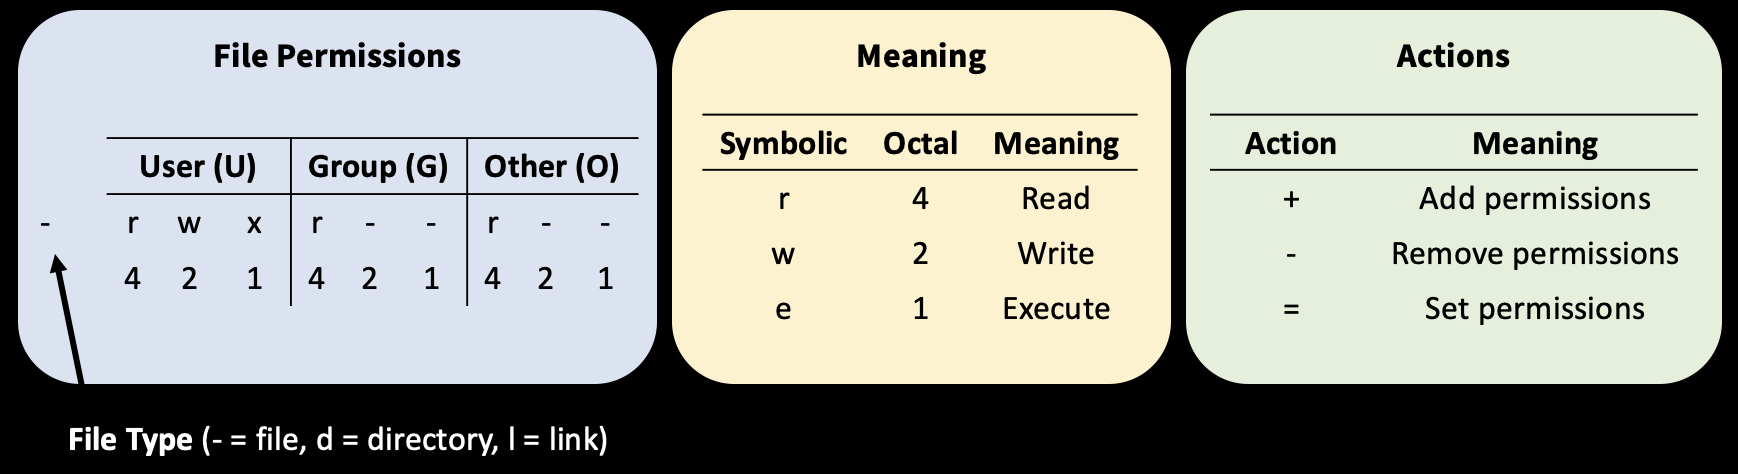 File Permissions
User (U) Group (G) Other (O)
- r w x r - - r - -
4 2 1 4 2 1 4 2 1
File Type (- = file, d = directory, l = link)
Meaning
Symbolic Octal Meaning
r 4 Read
w 2 Write
e 1 Execute
Actions
Action Meaning
+ Add permissions
- Remove permissions
= Set permissions